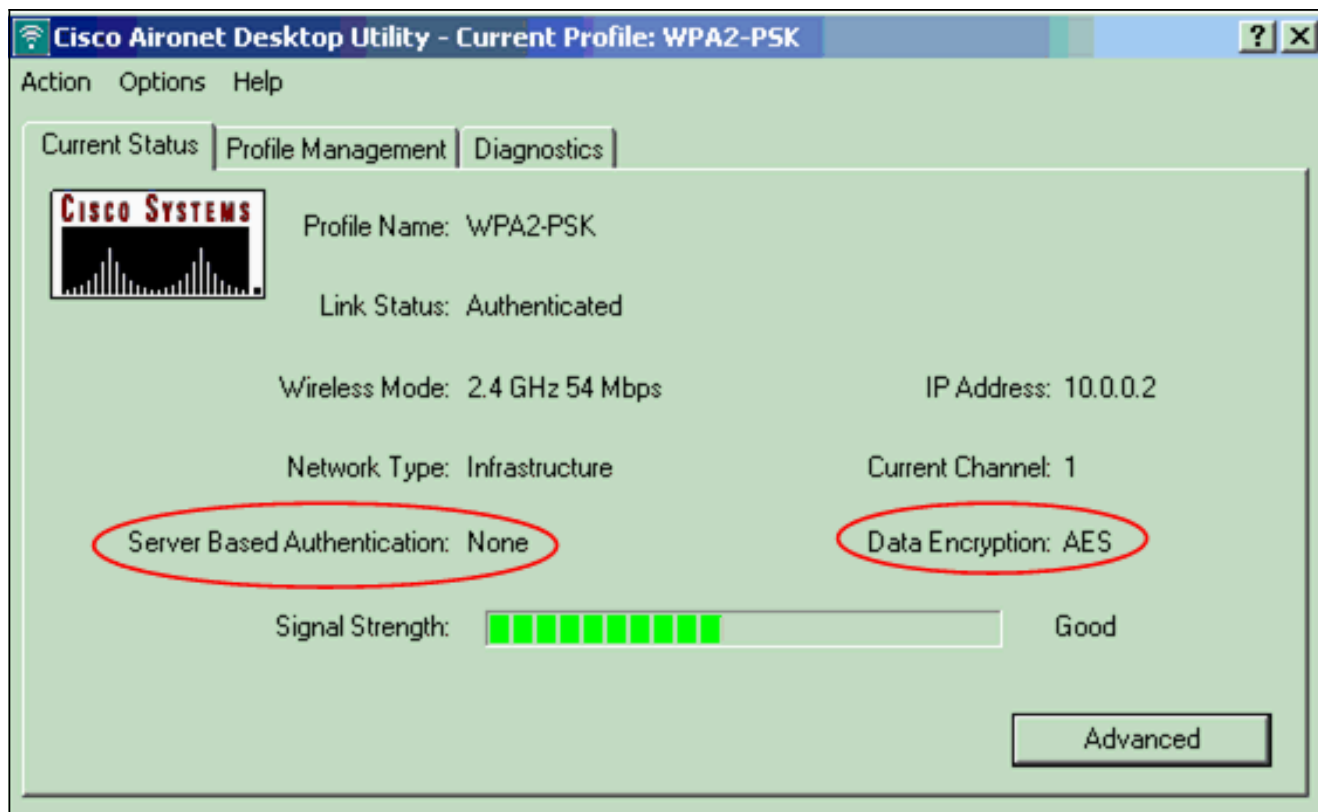 Cisco Aironet Desktop Utility - Current Profile: WPA2-PSK ? X
Action Options Help
Current Status Profile Management Diagnostics
CISCO SYSTEMS
Profile Name: WPA2-PSK
Link Status: Authenticated
Wireless Mode: 2.4 GHz 54 Mbps IP Address: 10.0.0.2
Network Type: Infrastructure Current Channel: 1
Server Based Authentication: None Data Encryption: AES
Signal Strength: Good
Advanced